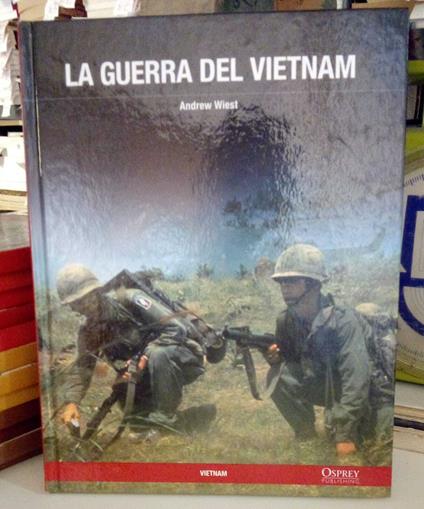 LA GUERRA DEL VIETNAM
Andrew Wiest
VIETNAM
OSPREY
PUBLISHING